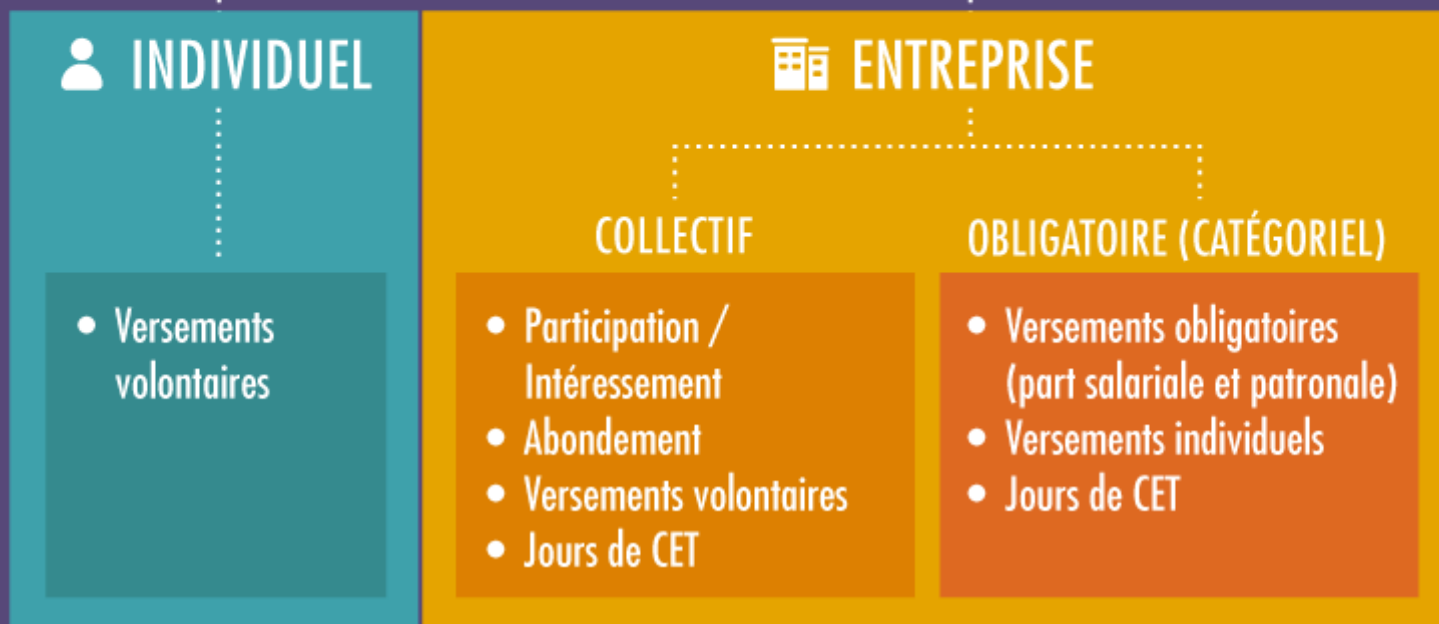 INDIVIDUEL
• Versements
volontaires
ENTREPRISE
COLLECTIF
• Participation /
Intéressement
• Abondement
• Versements volontaires
• Jours de CET
OBLIGATOIRE (CATÉGORIEL)
• Versements obligatoires
(part salariale et patronale)
• Versements individuels
• Jours de CET